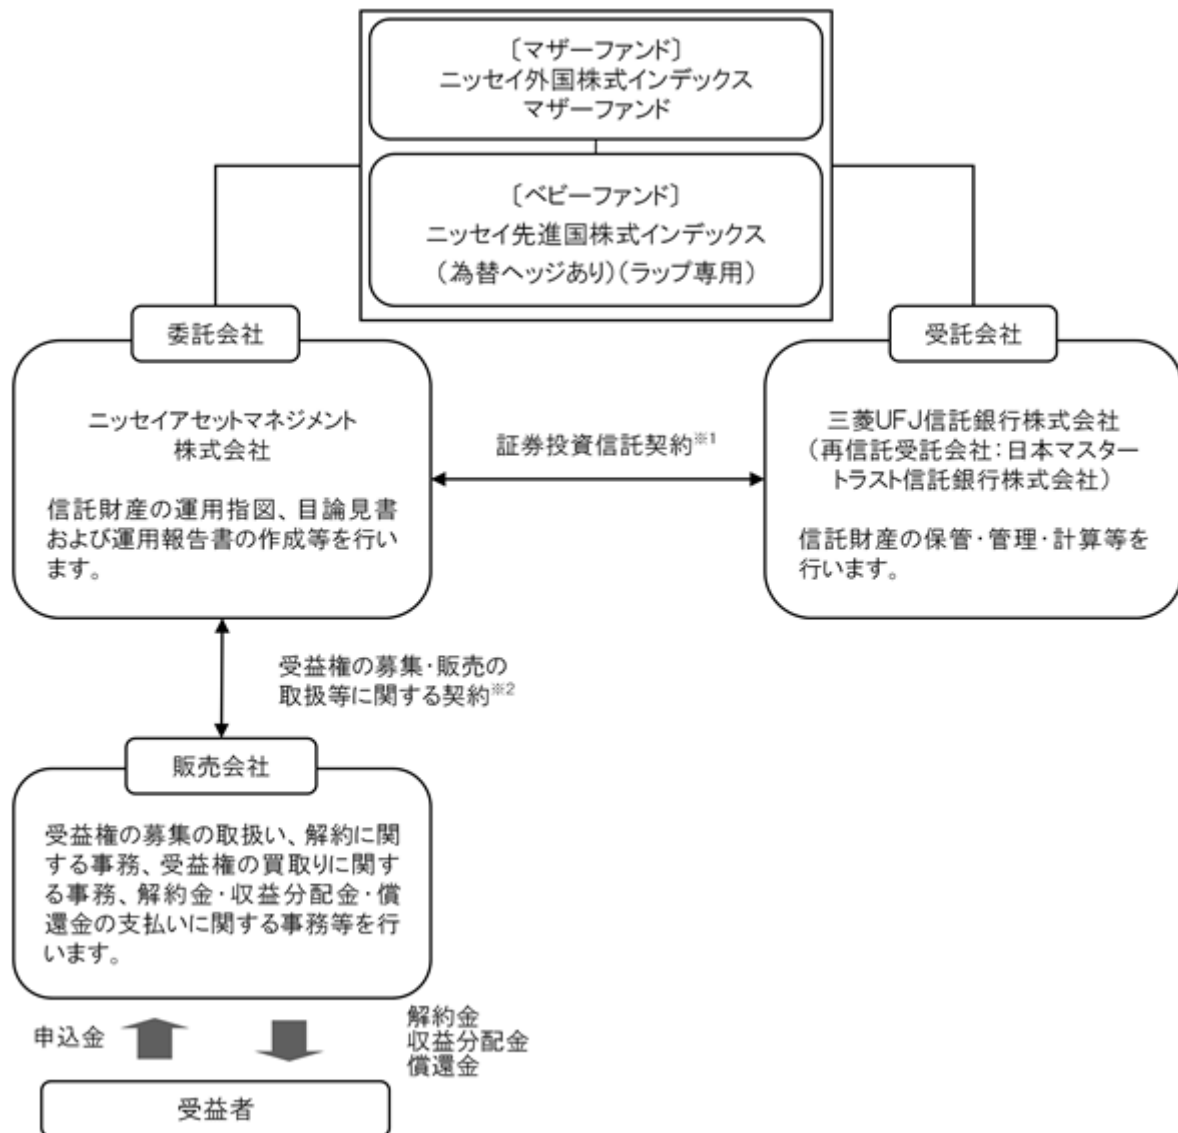 〔マザーファンド〕
ニッセイ外国株式インデックス
マザーファンド
〔ベビーファンド〕
ニッセイ先進国株式インデックス
（為替ヘッジあり）（ラップ専用）
委託会社
ニッセイアセットマネジメント
株式会社
信託財産の運用指図、目論見書
および運用報告書の作成等を行い
ます。
証券投資信託契約※1
受託会社
三菱UFJ信託銀行株式会社
（再信託受託会社：日本マスター
トラスト信託銀行株式会社）
信託財産の保管・管理・計算等を
行います。
受益権の募集・販売の
取扱等に関する契約※2
販売会社
受益権の募集の取扱い、解約に関
する事務、受益権の買取りに関す
る事務、解約金・収益分配金・償
還金の支払いに関する事務等を行
います。
申込金
解約金
収益分配金
償還金
受益者